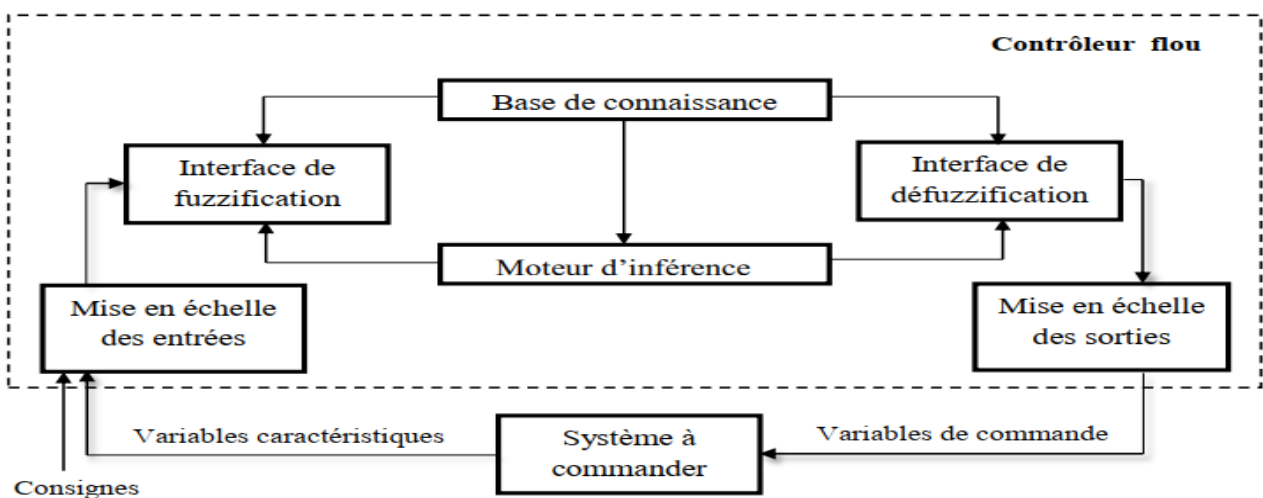 Contrôleur flou
Base de connaissance
Interface de
fuzzification
Interface de
défuzzification
Moteur d'inférence
Mise en échelle
des entrées
Mise en échelle
des sorties
Variables caractéristiques
Système à
commander
Variables de commande
Consignes